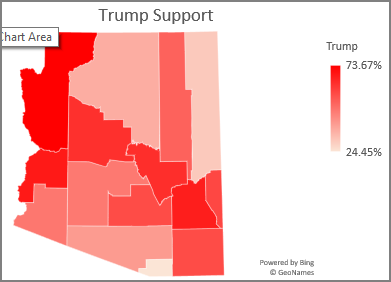 Trump Support
Chart Area
Trump
73.67%
24.45%
Powered by Bing
© GeoNames